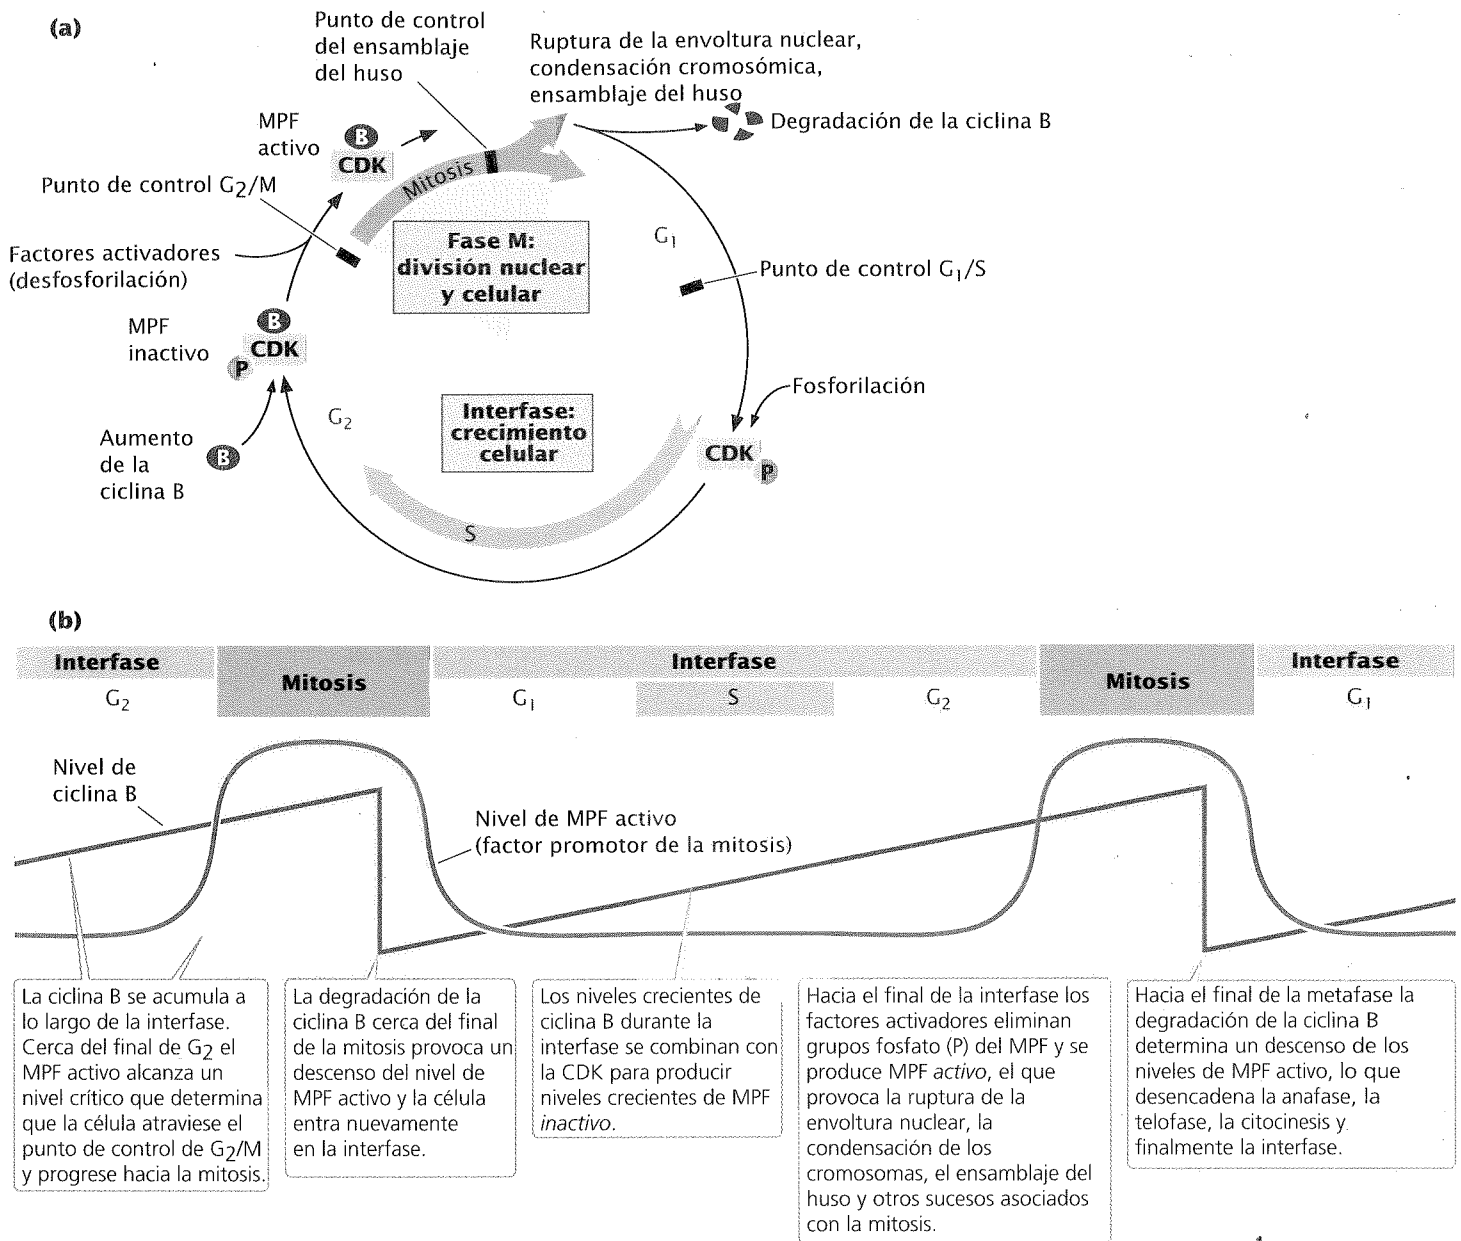 (a)
Punto de control
del ensamblaje
del huso
Ruptura de la envoltura nuclear,
condensación cromosómica,
ensamblaje del huso
Degradación de la ciclina B
MPF
activo
B
CDK
Mitosis
Punto de control G2/M
Factores activadores
(desfosforilación)
Fase M:
división nuclear
y celular
G1
Punto de control G1/S
MPF
inactivo
B
CDK
P
Fosforilación
G2
Interfase:
crecimiento
celular
CDK
P
Aumento
de la
ciclina B
B
S
(b)
Interfase
Mitosis
Interfase
Mitosis
Interfase
G2
G1
S
G2
G1
Nivel de
ciclina B
Nivel de MPF activo
(factor promotor de la mitosis)
La ciclina B se acumula a
lo largo de la interfase.
Cerca del final de G2 el
MPF activo alcanza un
nivel crítico que determina
que la célula atraviese el
punto de control de G2/M
y progrese hacia la mitosis.
La degradación de la
ciclina B cerca del final
de la mitosis provoca un
descenso del nivel de
MPF activo y la célula
entra nuevamente
en la interfase.
Los niveles crecientes de
ciclina B durante la
interfase se combinan con
la CDK para producir
niveles crecientes de MPF
inactivo.
Hacia el final de la interfase los
factores activadores eliminan
grupos fosfato (P) del MPF y se
produce MPF activo, el que
provoca la ruptura de la
envoltura nuclear, la
condensación de los
cromosomas, el ensamblaje del
huso y otros sucesos asociados
con la mitosis.
Hacia el final de la metafase la
degradación de la ciclina B
determina un descenso de los
niveles de MPF activo, lo que
desencadena la anafase, la
telofase, la citocinesis y
finalmente la interfase.